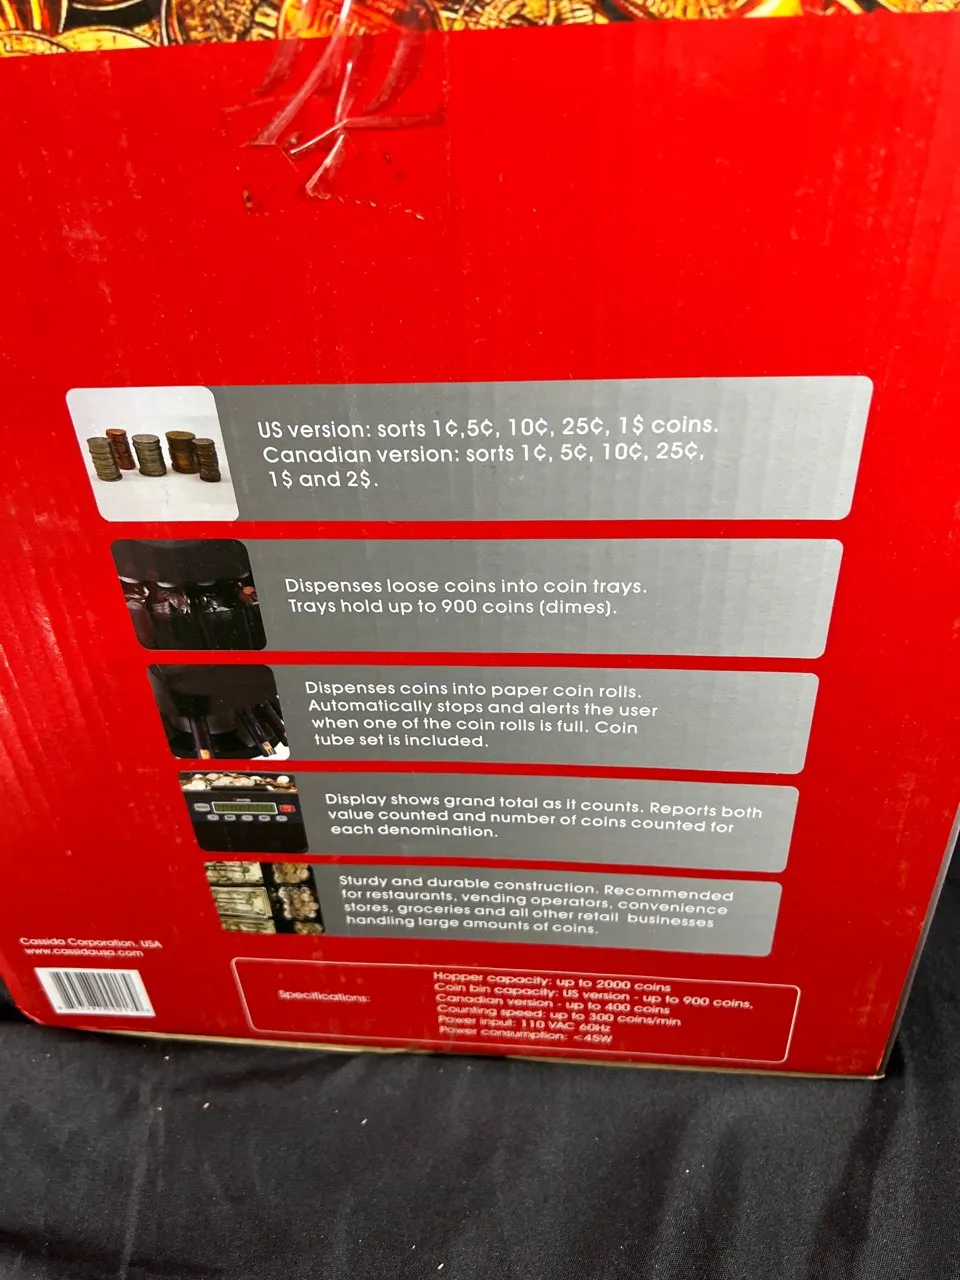 US version: sorts 1¢,5¢, 10¢, 25¢, 1$ coins.
Canadian version: sorts 1¢, 5¢, 10¢, 25¢,
1$ and 2$.
Dispenses loose coins into coin trays.
Trays hold up to 900 coins (dimes).
Dispenses coins into paper coin rolls.
Automatically stops and alerts the user
when one of the coin rolls is full. Coin
tube set is included.
Display shows grand total as it counts. Reports both
value counted and number of coins counted for
each denomination.
Sturdy and durable construction. Recommended
for restaurants, vending operators, convenience
stores, groceries and all other retail businesses
handling large amounts of coins.
Cassida Corporation, USA
www.cassidausa.com
Specifications:
Hopper capacity: up to 2000 coins
Coin bin capacity: US version - up to 900 coins,
Canadian version - up to 400 coins
Counting speed: up to 300 coins/min
Power input: 110 VAC 60Hz
Power consumption: <45W